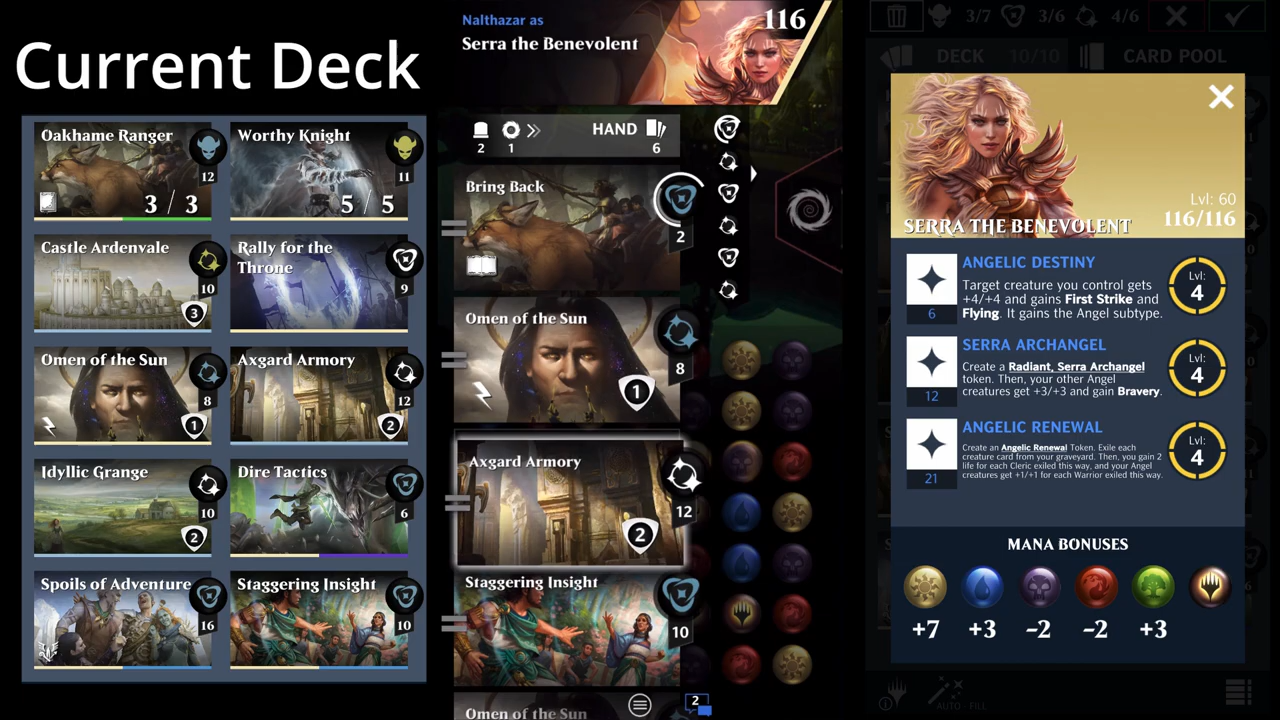 Current Deck
Oakhame Ranger
12
3 / 3
Worthy Knight
11
5 / 5
Castle Ardenvale
10
3
Rally for the
Throne
9
Omen of the Sun
8
1
Axgard Armory
12
2
Idyllic Grange
10
2
Dire Tactics
6
Spoils of Adventure
16
Staggering Insight
10
Nalthazar as
Serra the Benevolent
116
2
1
HAND
6
Bring Back
2
Omen of the Sun
8
1
Axgard Armory
12
2
Staggering Insight
10
Omen of the Sun
2
3/7
3/6
4/6
DECK 10/10
CARD POOL
Lvl: 60
116/116
SERRA THE BENEVOLENT
ANGELIC DESTINY
Target creature you control gets
+4/+4 and gains First Strike and
Flying. It gains the Angel subtype.
6
Lvl:
4
SERRA ARCHANGEL
Create a Radiant, Serra Archangel
token. Then, your other Angel
creatures get +3/+3 and gain Bravery.
12
Lvl:
4
ANGELIC RENEWAL
Create an Angelic Renewal Token. Exile each
creature card from your graveyard. Then, you gain 2
life for each Cleric exiled this way, and your Angel
creatures get +1/+1 for each Warrior exiled this way.
21
Lvl:
4
MANA BONUSES
+7 +3 -2 -2 +3
AUTO - FILL